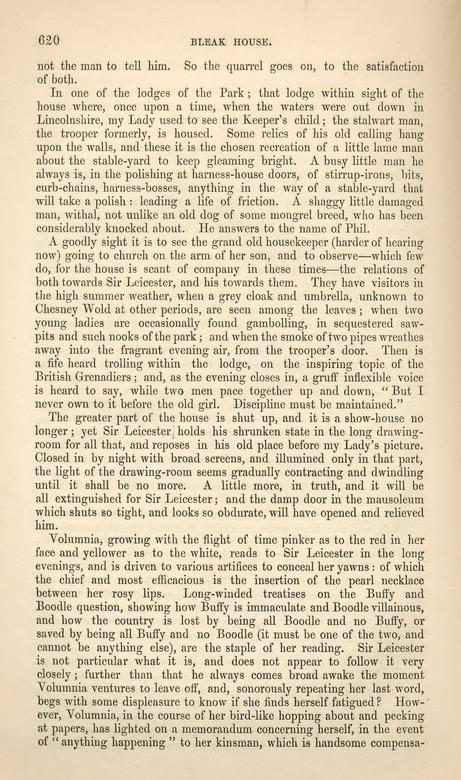 620 BLEAK HOUSE.
not the man to tell him. So the quarrel goes on, to the satisfaction
of both.
In one of the lodges of the Park; that lodge within sight of the
house where, once upon a time, when the waters were out down in
Lincolnshire, my Lady used to see the Keeper's child; the stalwart man,
the trooper formerly, is housed. Some relics of his old calling hang
upon the walls, and these it is the chosen recreation of a little lame man
about the stable-yard to keep gleaming bright. A busy little man he
always is, in the polishing at harness-house doors, of stirrup-irons, bits,
curb-chains, harness-bosses, anything in the way of a stable-yard that
will take a polish: leading a life of friction. A shaggy little damaged
man, withal, not unlike an old dog of some mongrel breed, who has been
considerably knocked about. He answers to the name of Phil.
A goodly sight it is to see the grand old housekeeper (harder of hearing
now) going to church on the arm of her son, and to observe—which few
do, for the house is scant of company in these times—the relations of
both towards Sir Leicester, and his towards them. They have visitors in
the high summer weather, when a grey cloak and umbrella, unknown to
Chesney Wold at other periods, are seen among the leaves; when two
young ladies are occasionally found gambolling, in sequestered saw-
pits and such nooks of the park; and when the smoke of two pipes wreathes
away into the fragrant evening air, from the trooper's door. Then is
a fife heard trolling within the lodge, on the inspiring topic of the
British Grenadiers; and, as the evening closes in, a gruff inflexible voice
is heard to say, while two men pace together up and down, "But I
never own to it before the old girl. Discipline must be maintained."
The greater part of the house is shut up, and it is a show-house no
longer; yet Sir Leicester holds his shrunken state in the long drawing-
room for all that, and reposes in his old place before my Lady's picture.
Closed in by night with broad screens, and illumined only in that part,
the light of the drawing-room seems gradually contracting and dwindling
until it shall be no more. A little more, in truth, and it will be
all extinguished for Sir Leicester; and the damp door in the mausoleum
which shuts so tight, and looks so obdurate, will have opened and relieved
him.
Volumnia, growing with the flight of time pinker as to the red in her
face and yellower as to the white, reads to Sir Leicester in the long
evenings, and is driven to various artifices to conceal her yawns: of which
the chief and most efficacious is the insertion of the pearl necklace
between her rosy lips. Long-winded treatises on the Buffy and
Boodle question, showing how Buffy is immaculate and Boodle villainous,
and how the country is lost by being all Boodle and no Buffy, or
saved by being all Buffy and no Boodle (it must be one of the two, and
cannot be anything else), are the staple of her reading. Sir Leicester
is not particular what it is, and does not appear to follow it very
closely; further than that he always comes broad awake the moment
Volumnia ventures to leave off, and, sonorously repeating her last word,
begs with some displeasure to know if she finds herself fatigued? How-
ever, Volumnia, in the course of her bird-like hopping about and pecking
at papers, has lighted on a memorandum concerning herself, in the event
of "anything happening" to her kinsman, which is handsome compensa-